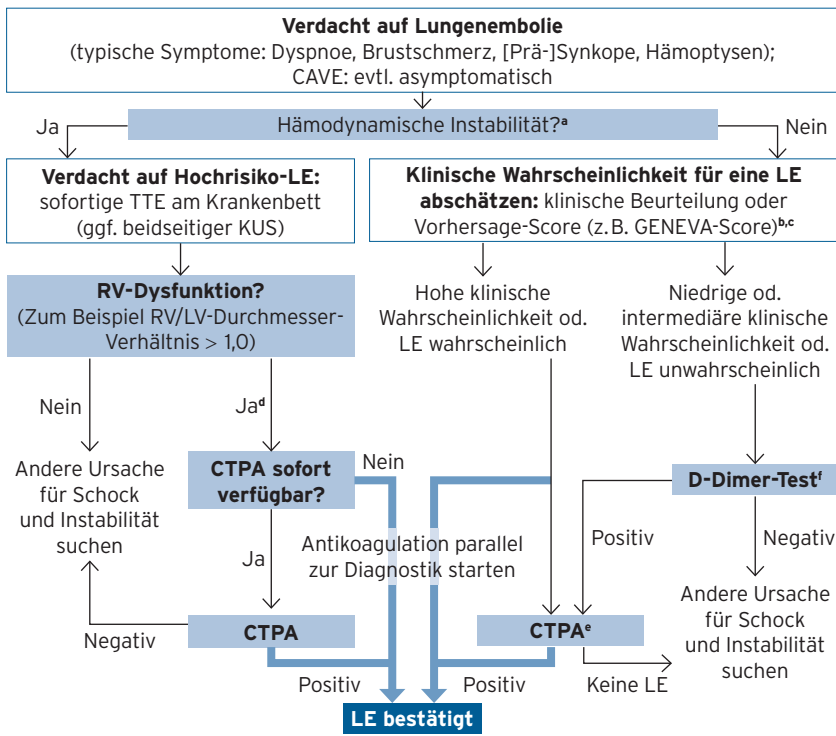 Verdacht auf Lungenembolie
(typische Symptome: Dyspnoe, Brustschmerz, [Prä-]Synkope, Hämoptysen);
CAVE: evtl. asymptomatisch
Ja
Hämodynamische Instabilität?ᵃ
Nein
Verdacht auf Hochrisiko-LE:
sofortige TTE am Krankenbett
(ggf. beidseitiger KUS)
Klinische Wahrscheinlichkeit für eine LE
abschätzen: klinische Beurteilung oder
Vorhersage-Score (z. B. GENEVA-Score)ᵇ,ᶜ
RV-Dysfunktion?
(Zum Beispiel RV/LV-Durchmesser-
Verhältnis > 1,0)
Hohe klinische
Wahrscheinlichkeit od.
LE wahrscheinlich
Niedrige od.
intermediäre klinische
Wahrscheinlichkeit od.
LE unwahrscheinlich
Nein
Jaᵈ
Andere Ursache
für Schock
und Instabilität
suchen
CTPA sofort
verfügbar?
Nein
D-Dimer-Testᶠ
Ja
Antikoagulation parallel
zur Diagnostik starten
Positiv
Negativ
Andere Ursache
für Schock
und Instabilität
suchen
Negativ
CTPA
CTPAᵉ
Positiv
Positiv
Keine LE
LE bestätigt